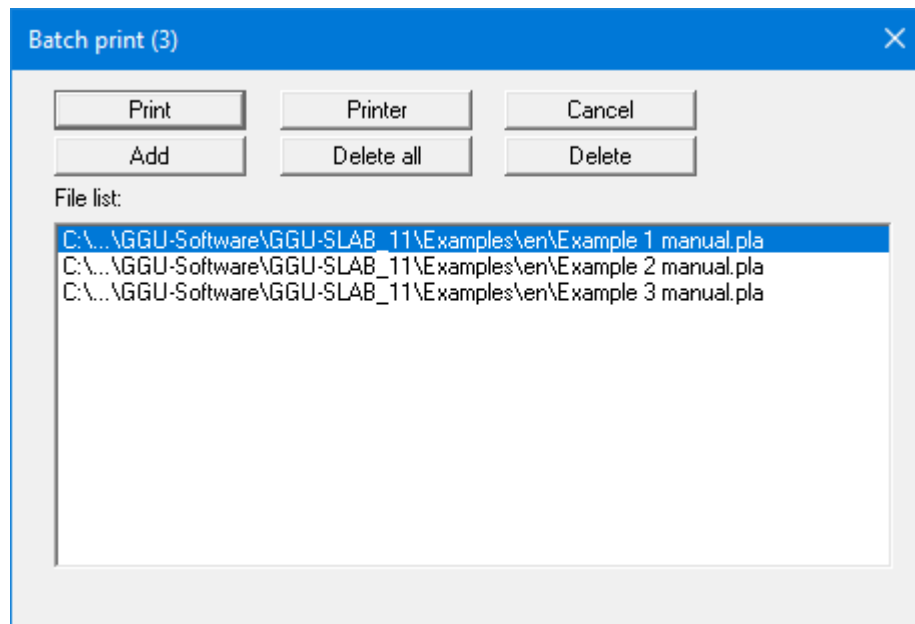 Batch print (3)
Print Printer Cancel
Add Delete all Delete
File list:
C:\...\GGU-Software\GGU-SLAB_11\Examples\en\Example 1 manual.pla
C:\...\GGU-Software\GGU-SLAB_11\Examples\en\Example 2 manual.pla
C:\...\GGU-Software\GGU-SLAB_11\Examples\en\Example 3 manual.pla